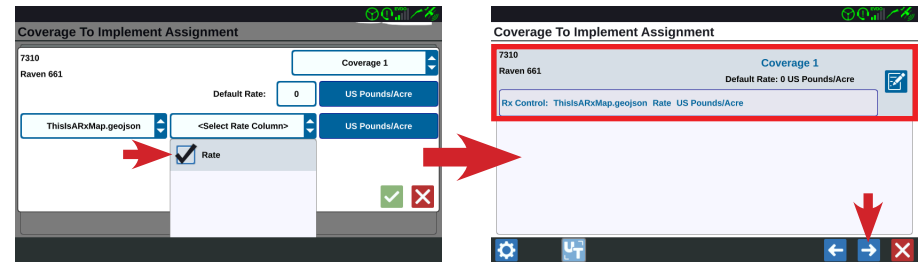 Coverage To Implement Assignment
7310
Raven 661
Coverage 1
Default Rate: 0 US Pounds/Acre
ThisIsARxMap.geojson <Select Rate Column> US Pounds/Acre
Rate
Coverage To Implement Assignment
7310
Raven 661
Coverage 1
Default Rate: 0 US Pounds/Acre
Rx Control: ThisIsARxMap.geojson Rate US Pounds/Acre
UT